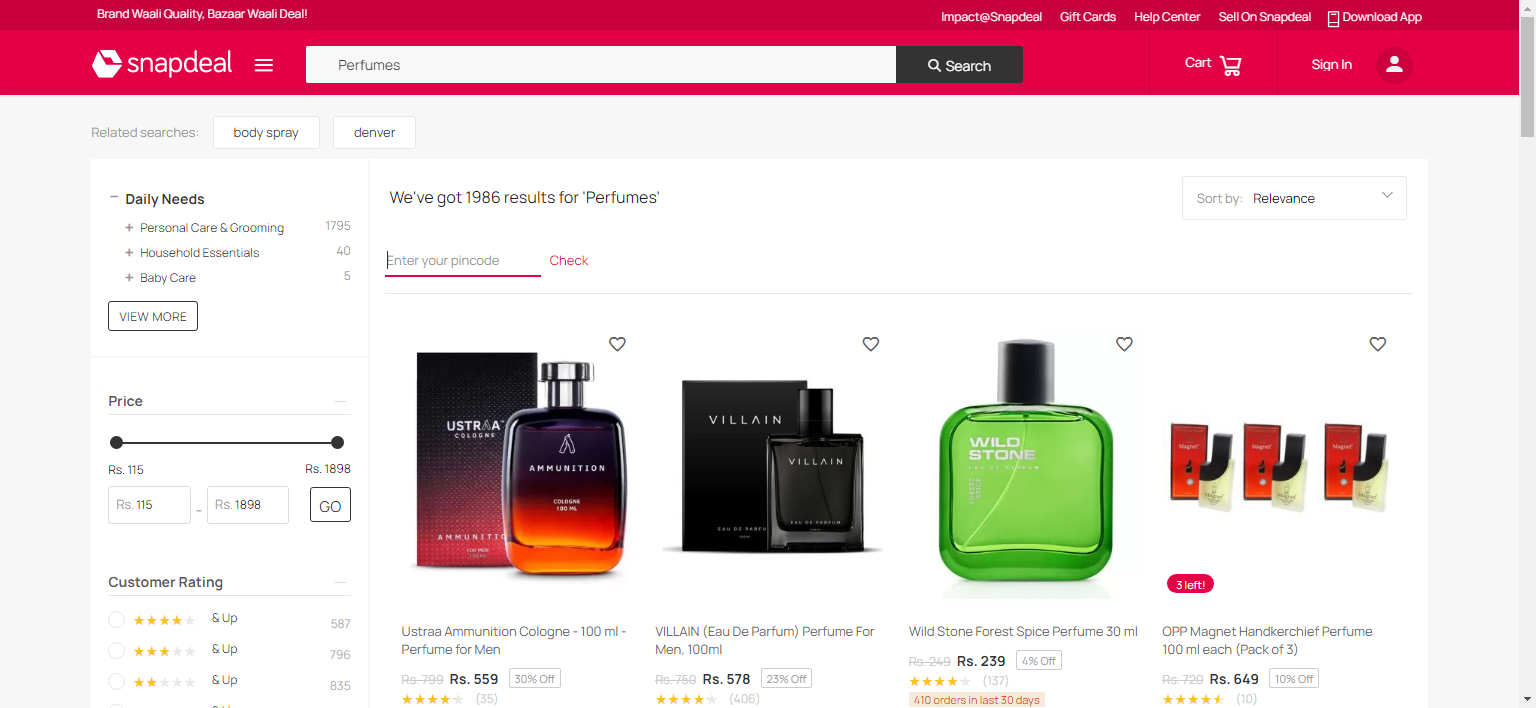 Brand Waali Quality, Bazaar Waali Deal!
Impact@Snapdeal Gift Cards Help Center Sell On Snapdeal Download App
snapdeal
Perfumes
Search
Cart
Sign In
Related searches:
body spray
denver
Daily Needs
Personal Care & Grooming 1795
Household Essentials 40
Baby Care 5
VIEW MORE
Price
Rs. 115 Rs. 1898
Rs. 115 - Rs. 1898 GO
Customer Rating
& Up 587
& Up 796
& Up 835
We've got 1986 results for 'Perfumes'
Sort by: Relevance
Enter your pincode Check
USTRAA
COLOGNE
AMMUNITION
COLOGNE
100 ML
FOR MEN
VILLAIN
VILLAIN
EAU DE PARFUM
WILD
STONE
EAU DE PARFUM
FOREST
SPICE
Magnet
Magnet
Magnet
3 left!
Ustraa Ammunition Cologne - 100 ml -
Perfume for Men
Rs. 799 Rs. 559 30% Off
(35)
VILLAIN (Eau De Parfum) Perfume For
Men, 100ml
Rs. 750 Rs. 578 23% Off
(406)
Wild Stone Forest Spice Perfume 30 ml
Rs. 249 Rs. 239 4% Off
(137)
410 orders in last 30 days
OPP Magnet Handkerchief Perfume
100 ml each (Pack of 3)
Rs. 720 Rs. 649 10% Off
(10)